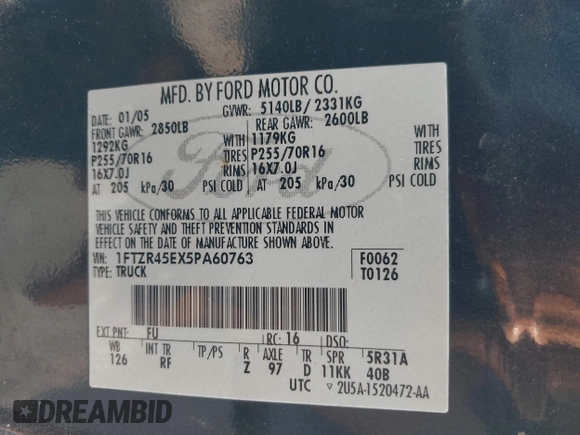 MFD. BY FORD MOTOR CO.
DATE: 01/05 GVWR: 5140LB/ 2331KG
FRONT GAWR: 2850LB REAR GAWR: 2600LB
1292KG WITH 1179KG WITH
P255/70R16 TIRES P255/70R16 TIRES
16X7.0J RIMS 16X7.0J RIMS
AT 205 kPa/30 PSI COLD AT 205 kPa/30 PSI COLD
Ford
THIS VEHICLE CONFORMS TO ALL APPLICABLE FEDERAL MOTOR
VEHICLE SAFETY AND THEFT PREVENTION STANDARDS IN
EFFECT ON THE DATE OF MANUFACTURE SHOWN ABOVE.
VIN: 1FTZR45EX5PA60763 F0062
TYPE: TRUCK T0126
EXT PNT: FU RC: 16 DSO:
WB INT TR TP/PS R AXLE TR SPR 5R31A
126 RF Z 97 D 11KK 40B
UTC ▽ 2U5A-1520472-AA
DREAMBID